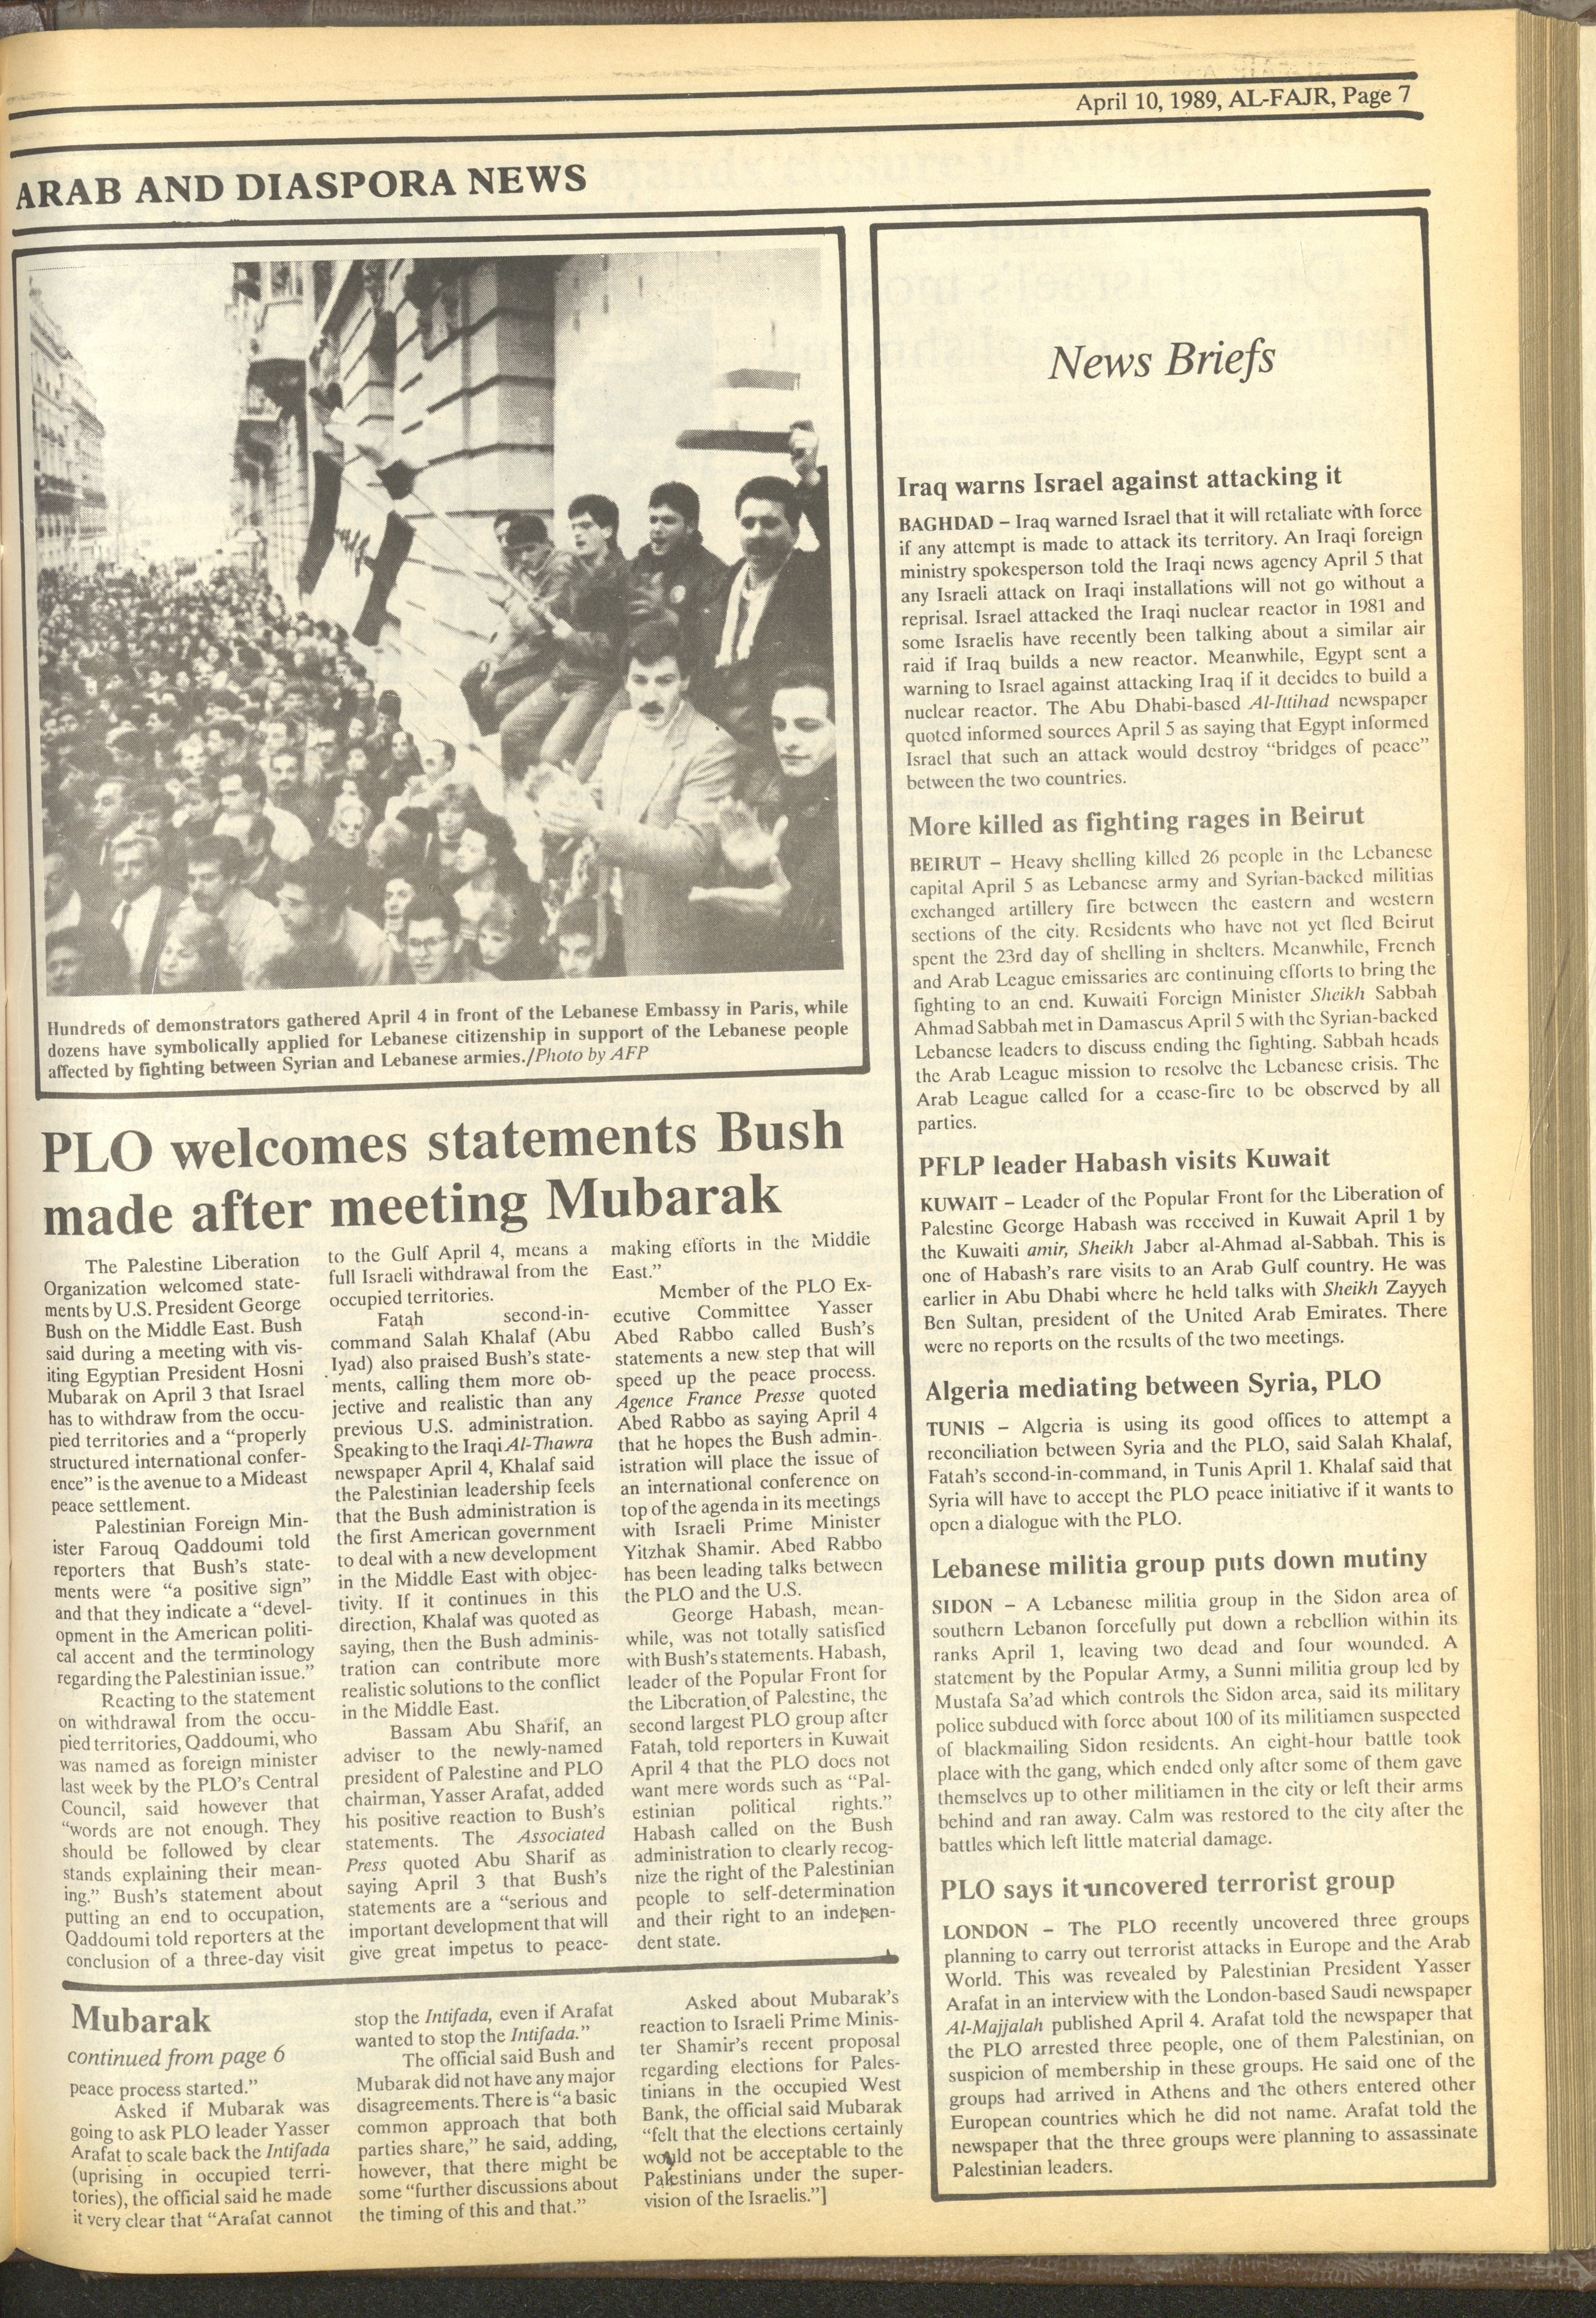 April 10, 1989, AL-FAJR, Page 7
ARAB AND DIASPORA NEWS
Hundreds of demonstrators gathered April 4 in front of the Lebanese Embassy in Paris, while
dozens have symbolically applied for Lebanese citizenship in support of the Lebanese people
affected by fighting between Syrian and Lebanese armies./Photo by AFP
PLO welcomes statements Bush
made after meeting Mubarak
The Palestine Liberation
Organization welcomed state-
ments by U.S. President George
Bush on the Middle East. Bush
said during a meeting with vis-
iting Egyptian President Hosni
Mubarak on April 3 that Israel
has to withdraw from the occu-
pied territories and a “properly
structured international confer-
ence” is the avenue to a Mideast
peace settlement.
Palestinian Foreign Min-
ister Farouq Qaddoumi told
reporters that Bush's state-
ments were “a positive sign”
and that they indicate a “devel-
opment in the American politi-
cal accent and the terminology
regarding the Palestinian issue.”
Reacting to the statement
on withdrawal from the occu-
pied territories, Qaddoumi, who
was named as foreign minister
last week by the PLO's Central
Council, said however that
“words are not enough. They
should be followed by clear
stands explaining their mean-
ing.” Bush's statement about
putting an end to occupation,
Qaddoumi told reporters at the
conclusion of a three-day visit
to the Gulf April 4, means a
full Israeli withdrawal from the
occupied territories.
Fatah second-in-
command Salah Khalaf (Abu
Iyad) also praised Bush's state-
ments, calling them more ob-
jective and realistic than any
previous U.S. administration.
Speaking to the Iraqi Al-Thawra
newspaper April 4, Khalaf said
the Palestinian leadership feels
that the Bush administration is
the first American government
to deal with a new development
in the Middle East with objec-
tivity. If it continues in this
direction, Khalaf was quoted as
saying, then the Bush adminis-
tration can contribute more
realistic solutions to the conflict
in the Middle East.
Bassam Abu Sharif, an
adviser to the newly-named
president of Palestine and PLO
chairman, Yasser Arafat, added
his positive reaction to Bush's
statements. The Associated
Press quoted Abu Sharif as
saying April 3 that Bush's
statements are a “serious and
important development that will
give great impetus to peace-
making efforts in the Middle
East.”
Member of the PLO Ex-
ecutive Committee Yasser
Abed Rabbo called Bush's
statements a new step that will
speed up the peace process.
Agence France Presse quoted
Abed Rabbo as saying April 4
that he hopes the Bush admin-
istration will place the issue of
an international conference on
top of the agenda in its meetings
with Israeli Prime Minister
Yitzhak Shamir. Abed Rabbo
has been leading talks between
the PLO and the U.S.
George Habash, mean-
while, was not totally satisfied
with Bush's statements. Habash,
leader of the Popular Front for
the Liberation of Palestine, the
second largest PLO group after
Fatah, told reporters in Kuwait
April 4 that the PLO does not
want mere words such as “Pal-
estinian political rights.”
Habash called on the Bush
administration to clearly recog-
nize the right of the Palestinian
people to self-determination
and their right to an indepen-
dent state.
Mubarak
continued from page 6
peace process started.”
Asked if Mubarak was
going to ask PLO leader Yasser
Arafat to scale back the Intifada
(uprising in occupied terri-
tories), the official said he made
it very clear that “Arafat cannot
stop the Intifada, even if Arafat
wanted to stop the Intifada.”
The official said Bush and
Mubarak did not have any major
disagreements. There is “a basic
common approach that both
parties share,” he said, adding,
however, that there might be
some “further discussions about
the timing of this and that.”
Asked about Mubarak's
reaction to Israeli Prime Minis-
ter Shamir's recent proposal
regarding elections for Pales-
tinians in the occupied West
Bank, the official said Mubarak
“felt that the elections certainly
would not be acceptable to the
Palestinians under the super-
vision of the Israelis.”]
News Briefs
Iraq warns Israel against attacking it
BAGHDAD – Iraq warned Israel that it will retaliate with force
if any attempt is made to attack its territory. An Iraqi foreign
ministry spokesperson told the Iraqi news agency April 5 that
any Israeli attack on Iraqi installations will not go without a
reprisal. Israel attacked the Iraqi nuclear reactor in 1981 and
some Israelis have recently been talking about a similar air
raid if Iraq builds a new reactor. Meanwhile, Egypt sent a
warning to Israel against attacking Iraq if it decides to build a
nuclear reactor. The Abu Dhabi-based Al-Ittihad newspaper
quoted informed sources April 5 as saying that Egypt informed
Israel that such an attack would destroy “bridges of peace”
between the two countries.
More killed as fighting rages in Beirut
BEIRUT – Heavy shelling killed 26 people in the Lebanese
capital April 5 as Lebanese army and Syrian-backed militias
exchanged artillery fire between the eastern and western
sections of the city. Residents who have not yet fled Beirut
spent the 23rd day of shelling in shelters. Meanwhile, French
and Arab League emissaries are continuing efforts to bring the
fighting to an end. Kuwaiti Foreign Minister Sheikh Sabbah
Ahmad Sabbah met in Damascus April 5 with the Syrian-backed
Lebanese leaders to discuss ending the fighting. Sabbah heads
the Arab League mission to resolve the Lebanese crisis. The
Arab League called for a cease-fire to be observed by all
parties.
PFLP leader Habash visits Kuwait
KUWAIT – Leader of the Popular Front for the Liberation of
Palestine George Habash was received in Kuwait April 1 by
the Kuwaiti amir, Sheikh Jaber al-Ahmad al-Sabbah. This is
one of Habash's rare visits to an Arab Gulf country. He was
earlier in Abu Dhabi where he held talks with Sheikh Zayyeh
Ben Sultan, president of the United Arab Emirates. There
were no reports on the results of the two meetings.
Algeria mediating between Syria, PLO
TUNIS – Algeria is using its good offices to attempt a
reconciliation between Syria and the PLO, said Salah Khalaf,
Fatah's second-in-command, in Tunis April 1. Khalaf said that
Syria will have to accept the PLO peace initiative if it wants to
open a dialogue with the PLO.
Lebanese militia group puts down mutiny
SIDON – A Lebanese militia group in the Sidon area of
southern Lebanon forcefully put down a rebellion within its
ranks April 1, leaving two dead and four wounded. A
statement by the Popular Army, a Sunni militia group led by
Mustafa Sa'ad which controls the Sidon area, said its military
police subdued with force about 100 of its militiamen suspected
of blackmailing Sidon residents. An eight-hour battle took
place with the gang, which ended only after some of them gave
themselves up to other militiamen in the city or left their arms
behind and ran away. Calm was restored to the city after the
battles which left little material damage.
PLO says it uncovered terrorist group
LONDON – The PLO recently uncovered three groups
planning to carry out terrorist attacks in Europe and the Arab
World. This was revealed by Palestinian President Yasser
Arafat in an interview with the London-based Saudi newspaper
Al-Majjalah published April 4. Arafat told the newspaper that
the PLO arrested three people, one of them Palestinian, on
suspicion of membership in these groups. He said one of the
groups had arrived in Athens and the others entered other
European countries which he did not name. Arafat told the
newspaper that the three groups were planning to assassinate
Palestinian leaders.